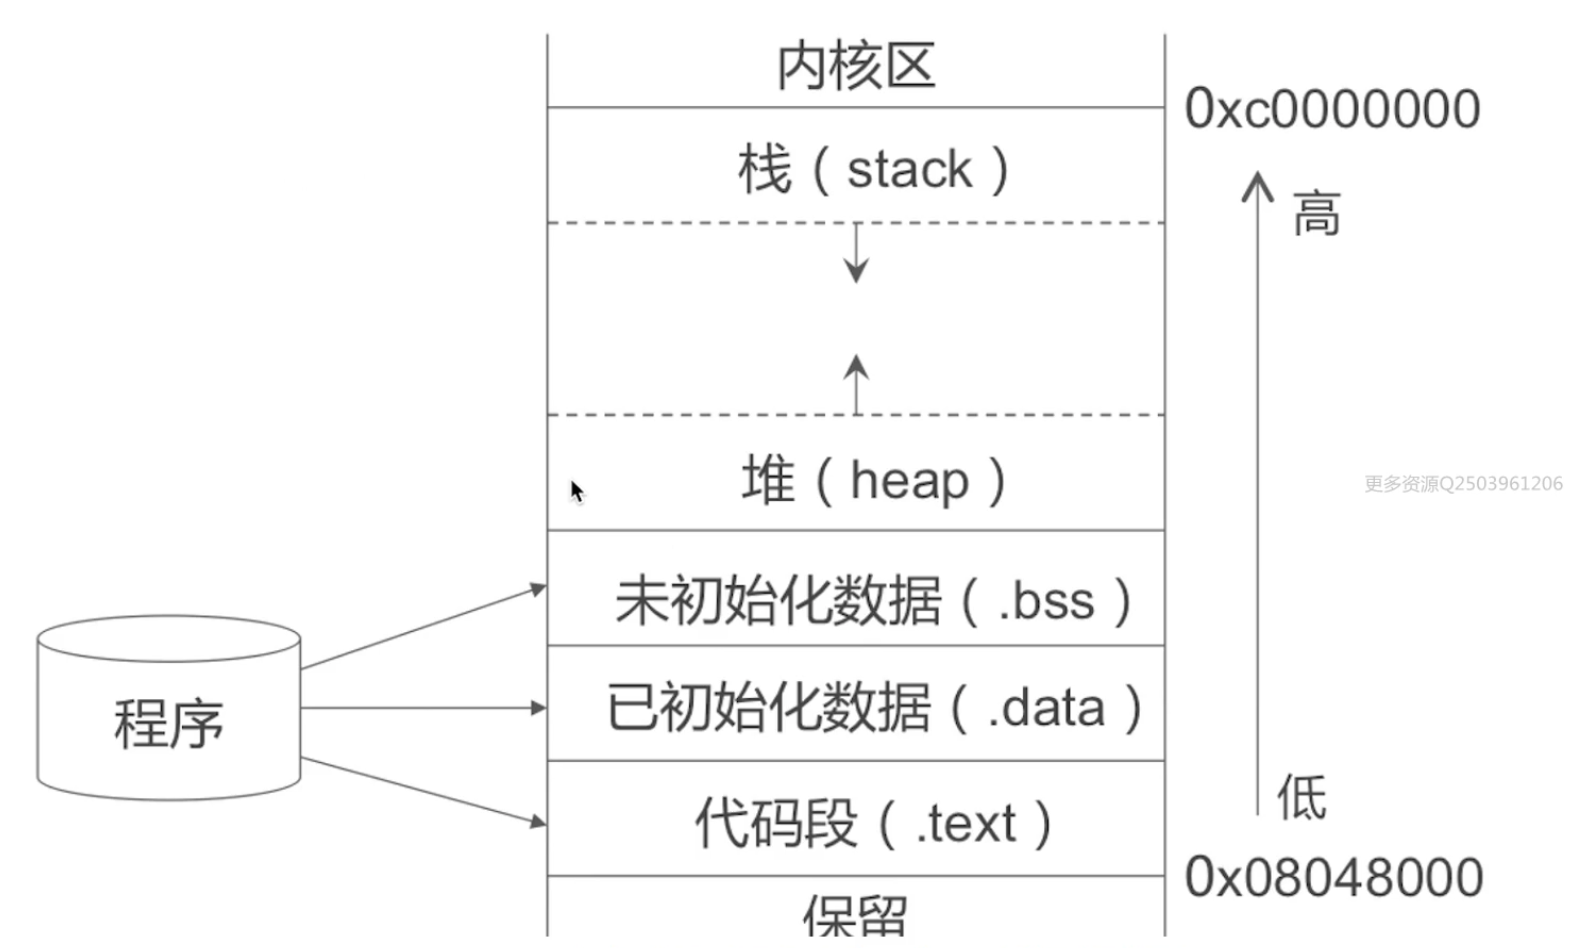 内核区
0xc0000000
栈（stack）
高
堆（heap）
更多资源Q2503961206
未初始化数据（.bss）
程序
已初始化数据（.data）
低
代码段（.text）
0x08048000
保留